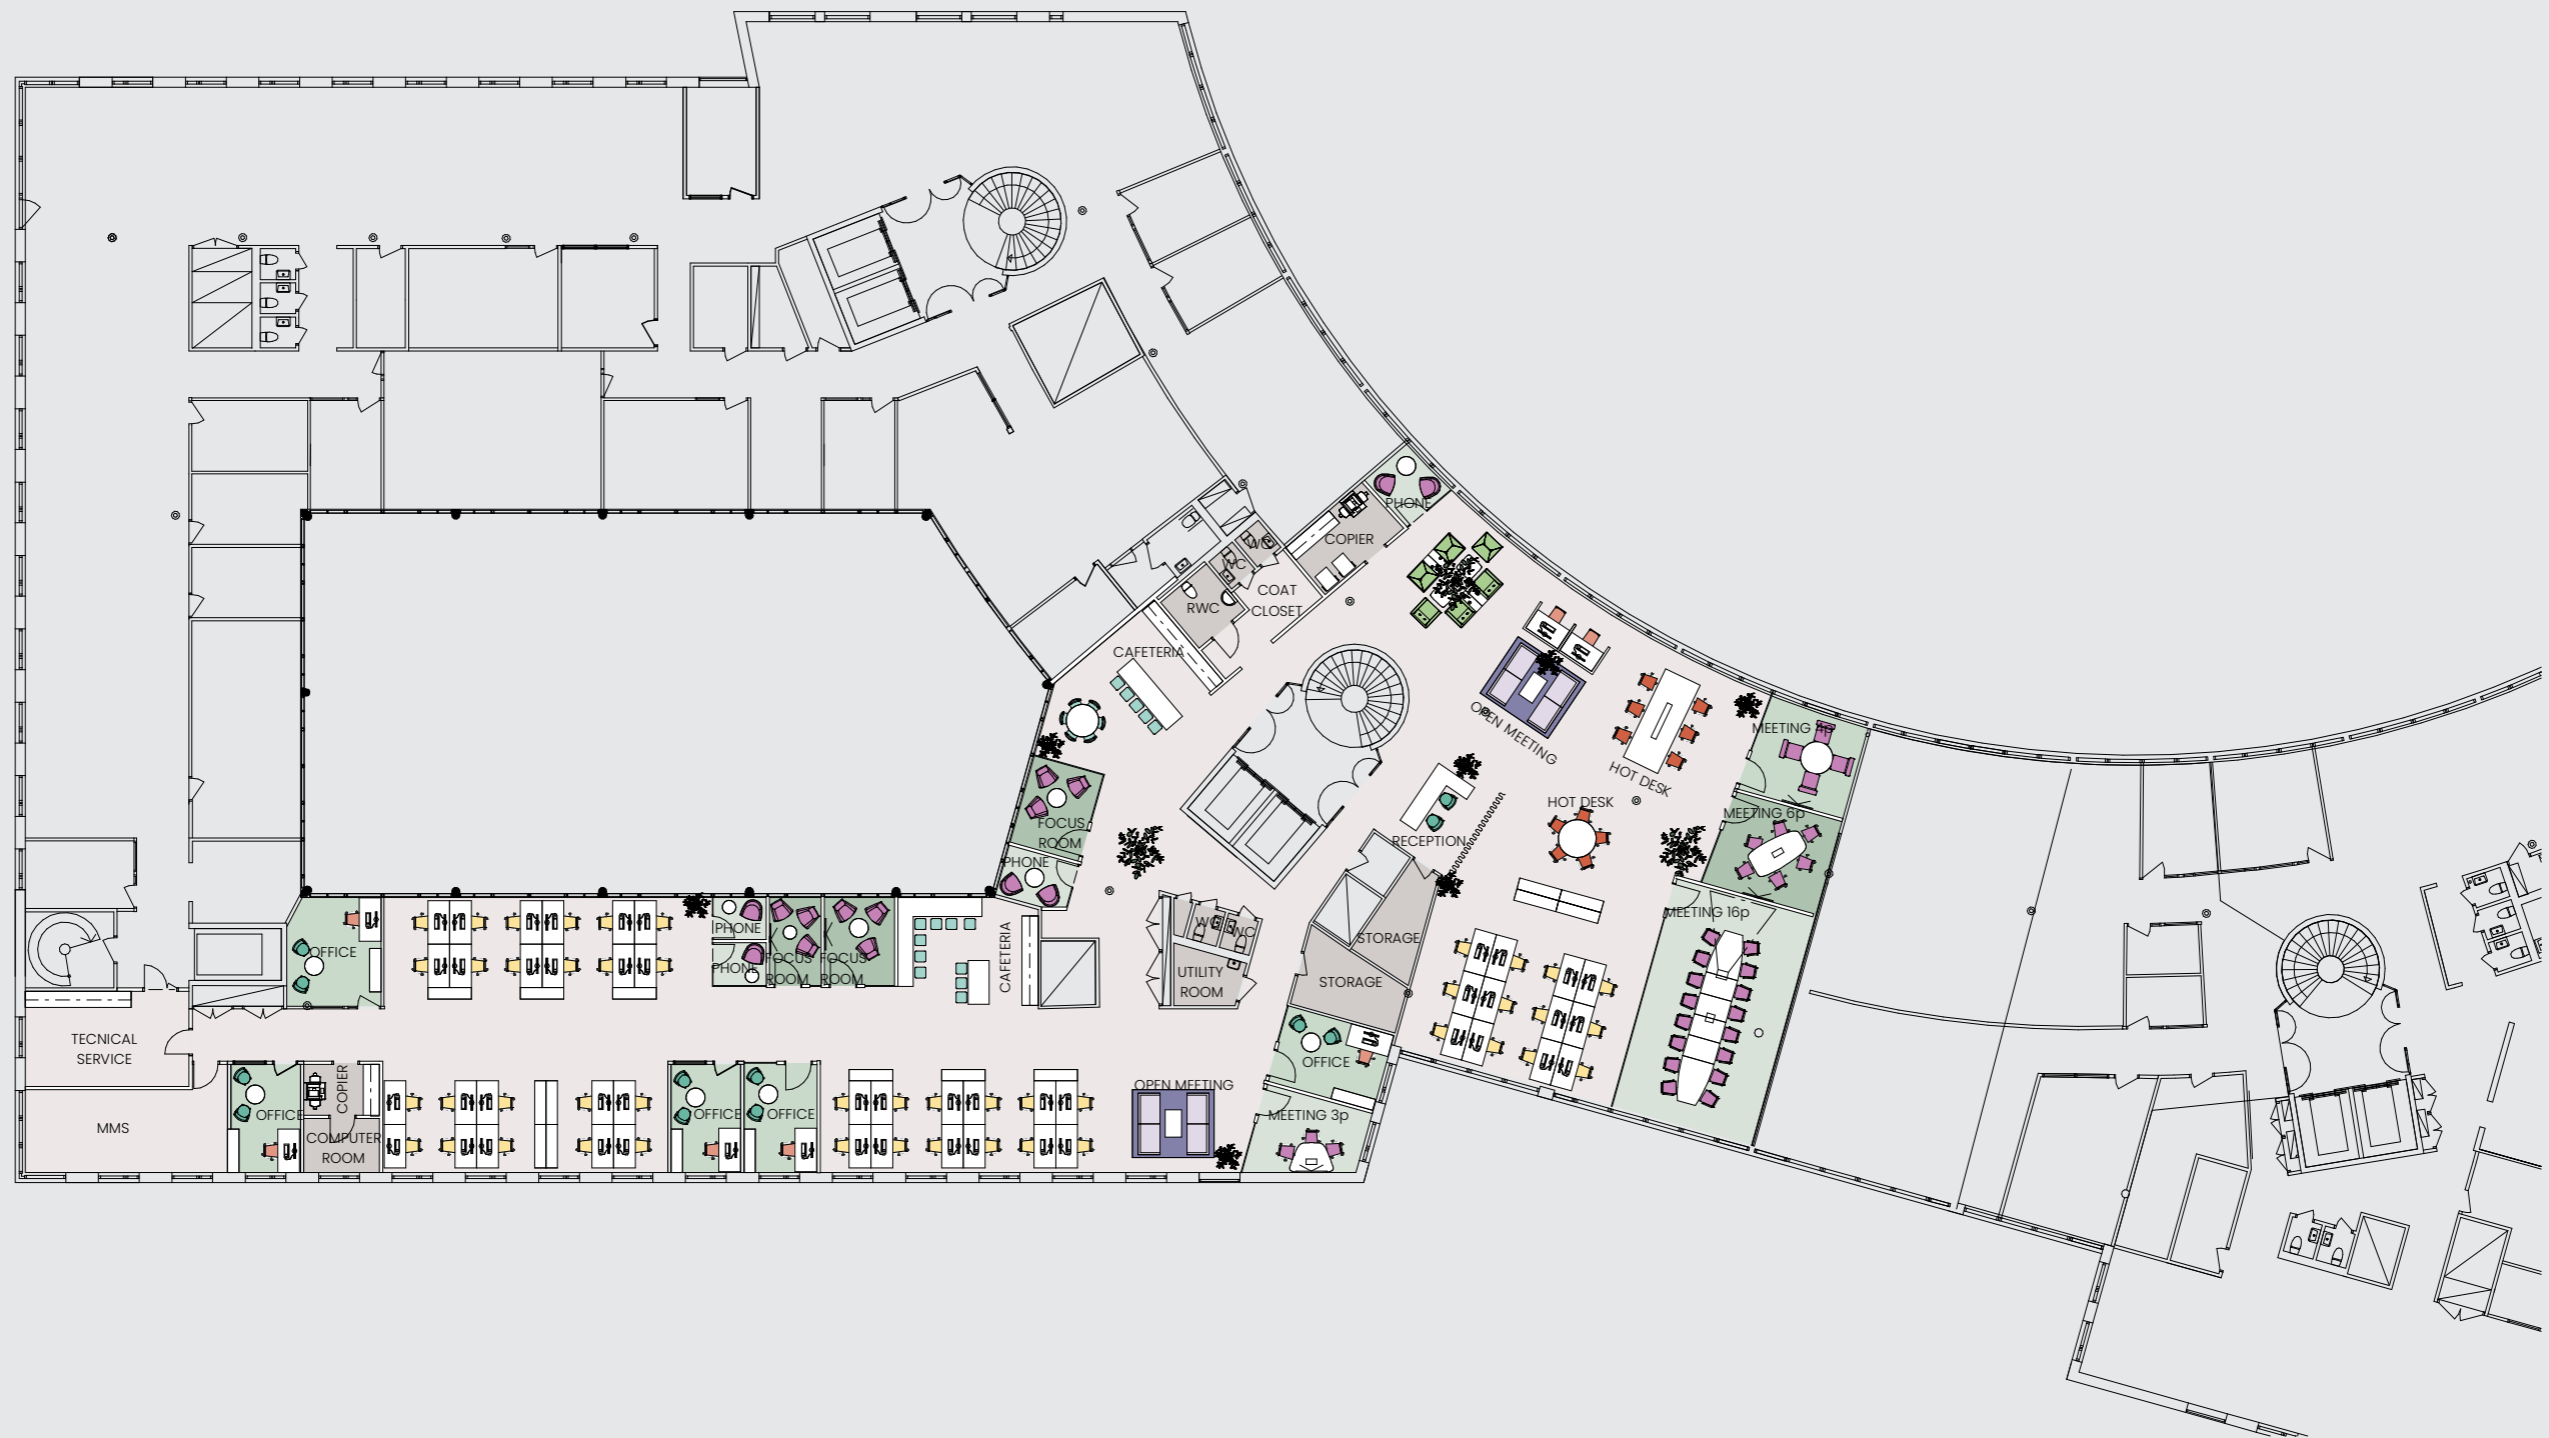 PHONE
COPIER
WC
WC
COAT
CLOSET
RWC
CAFETERIA
OPEN MEETING
HOT DESK
MEETING 4p
HOT DESK
MEETING 6p
FOCUS
ROOM
RECEPTION
PHONE
MEETING 16p
PHONE
WC
WC
STORAGE
OFFICE
CAFETERIA
PHONE
FOCUS
ROOM
FOCUS
ROOM
UTILITY
ROOM
STORAGE
TECNICAL
SERVICE
OFFICE
OPEN MEETING
COPIER
OFFICE
OFFICE
OFFICE
MEETING 3p
MMS
COMPUTER
ROOM